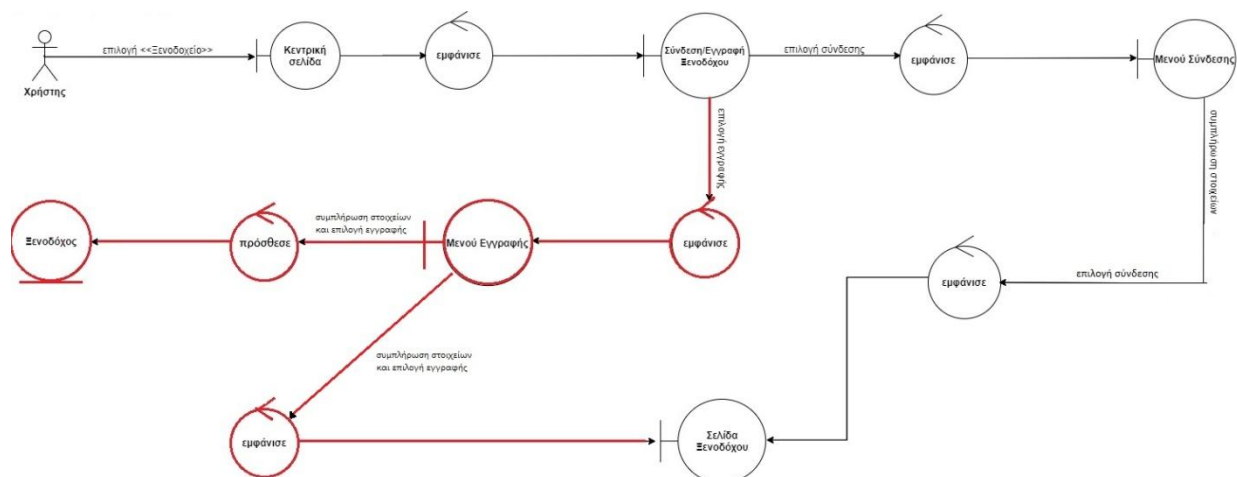 επιλογή <<Ξενοδοχείο>>
Χρήστης
Κεντρική
σελίδα
εμφάνισε
Σύνδεση/Εγγραφή
Ξενοδόχου
επιλογή σύνδεσης
εμφάνισε
Μενού Σύνδεσης
επιλογή εγγραφής
συμπλήρωση στοιχείων
Ξενοδόχος
πρόσθεσε
συμπλήρωση στοιχείων
και επιλογή εγγραφής
Μενού Εγγραφής
εμφάνισε
εμφάνισε
επιλογή σύνδεσης
συμπλήρωση στοιχείων
και επιλογή εγγραφής
εμφάνισε
Σελίδα
Ξενοδόχου